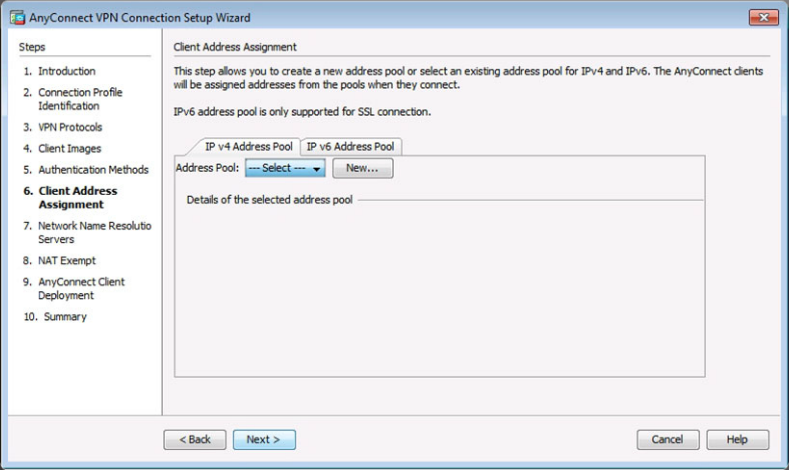 AnyConnect VPN Connection Setup Wizard
Steps
1. Introduction
2. Connection Profile
Identification
3. VPN Protocols
4. Client Images
5. Authentication Methods
6. Client Address
Assignment
7. Network Name Resolutio
Servers
8. NAT Exempt
9. AnyConnect Client
Deployment
10. Summary
Client Address Assignment
This step allows you to create a new address pool or select an existing address pool for IPv4 and IPv6. The AnyConnect clients
will be assigned addresses from the pools when they connect.
IPv6 address pool is only supported for SSL connection.
IP v4 Address Pool IP v6 Address Pool
Address Pool: --- Select --- New...
Details of the selected address pool
< Back Next > Cancel Help